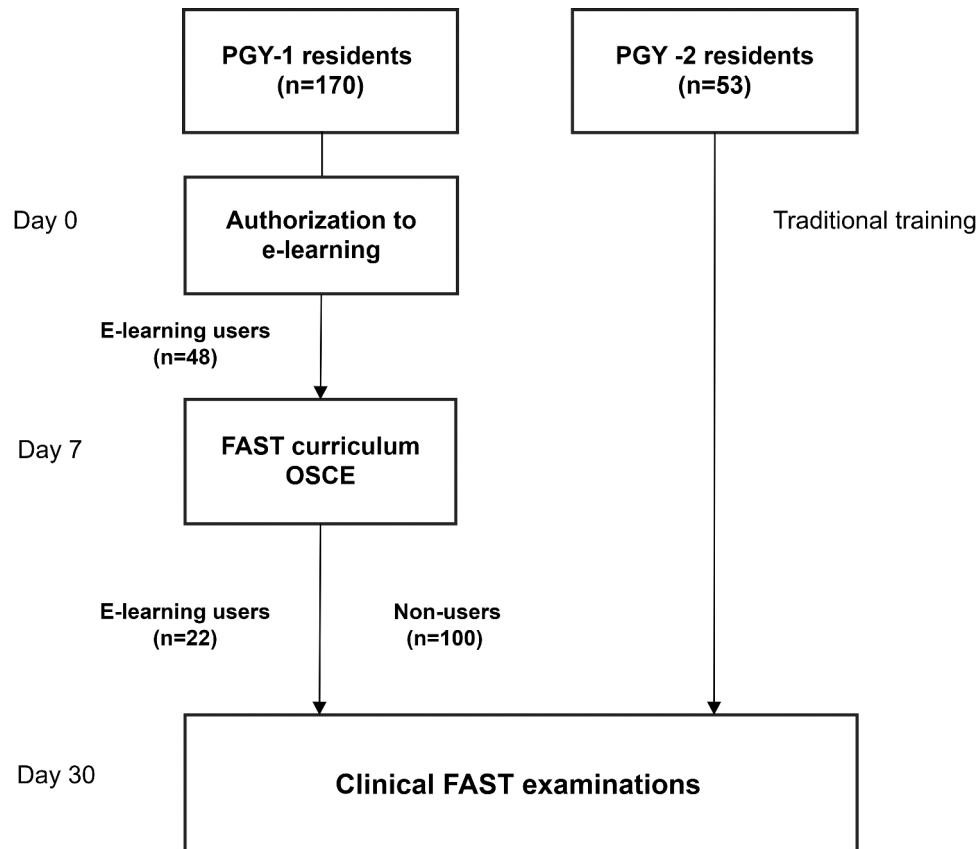 PGY-1 residents
(n=170)
PGY -2 residents
(n=53)
Day 0
Authorization to
e-learning
Traditional training
E-learning users
(n=48)
Day 7
FAST curriculum
OSCE
E-learning users
(n=22)
Non-users
(n=100)
Day 30
Clinical FAST examinations